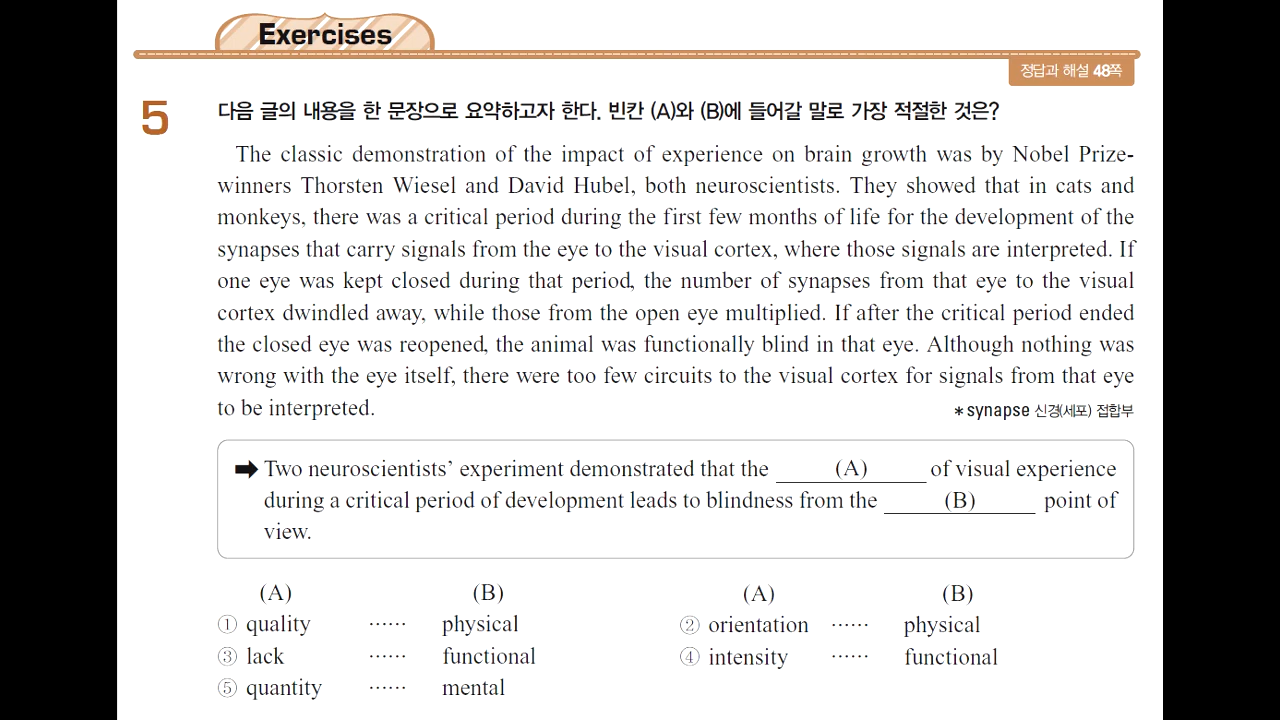 Exercises
정답과 해설 48쪽
5 다음 글의 내용을 한 문장으로 요약하고자 한다. 빈칸 (A)와 (B)에 들어갈 말로 가장 적절한 것은?
The classic demonstration of the impact of experience on brain growth was by Nobel Prize-
winners Thorsten Wiesel and David Hubel, both neuroscientists. They showed that in cats and
monkeys, there was a critical period during the first few months of life for the development of the
synapses that carry signals from the eye to the visual cortex, where those signals are interpreted. If
one eye was kept closed during that period, the number of synapses from that eye to the visual
cortex dwindled away, while those from the open eye multiplied. If after the critical period ended
the closed eye was reopened, the animal was functionally blind in that eye. Although nothing was
wrong with the eye itself, there were too few circuits to the visual cortex for signals from that eye
to be interpreted.
*synapse 신경(세포) 접합부
➡ Two neuroscientists' experiment demonstrated that the (A) of visual experience
during a critical period of development leads to blindness from the (B) point of
view.
(A) (B) (A) (B)
① quality ······ physical ② orientation ······ physical
③ lack ······ functional ④ intensity ······ functional
⑤ quantity ······ mental